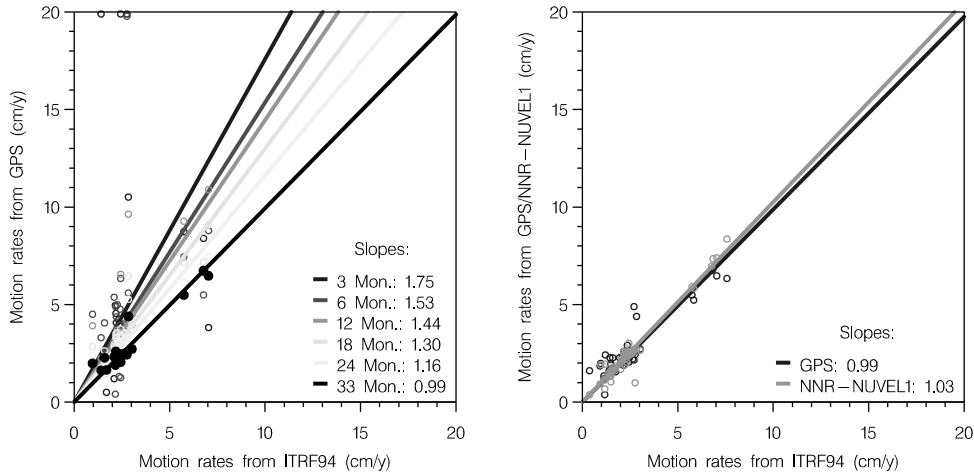 20
15
10
5
0
Motion rates from GPS (cm/y)
Slopes:
3 Mon.: 1.75
6 Mon.: 1.53
12 Mon.: 1.44
18 Mon.: 1.30
24 Mon.: 1.16
33 Mon.: 0.99
0 5 10 15 20
Motion rates from ITRF94 (cm/y)
20
15
10
5
0
Motion rates from GPS/NNR-NUVEL1 (cm/y)
Slopes:
GPS: 0.99
NNR-NUVEL1: 1.03
0 5 10 15 20
Motion rates from ITRF94 (cm/y)